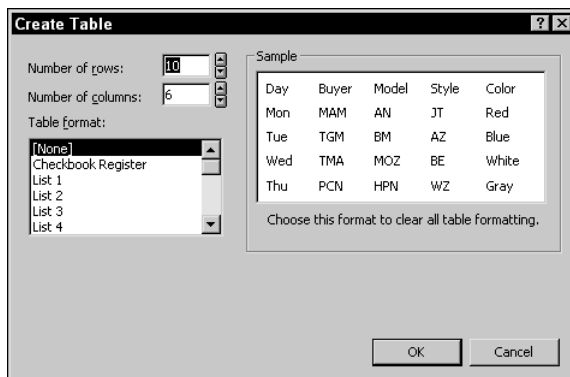 Create Table
Number of rows: 10
Number of columns: 6
Table format:
[None]
Checkbook Register
List 1
List 2
List 3
List 4
Sample
Day Buyer Model Style Color
Mon MAM AN JT Red
Tue TGM BM AZ Blue
Wed TMA MOZ BE White
Thu PCN HPN WZ Gray
Choose this format to clear all table formatting.
OK Cancel